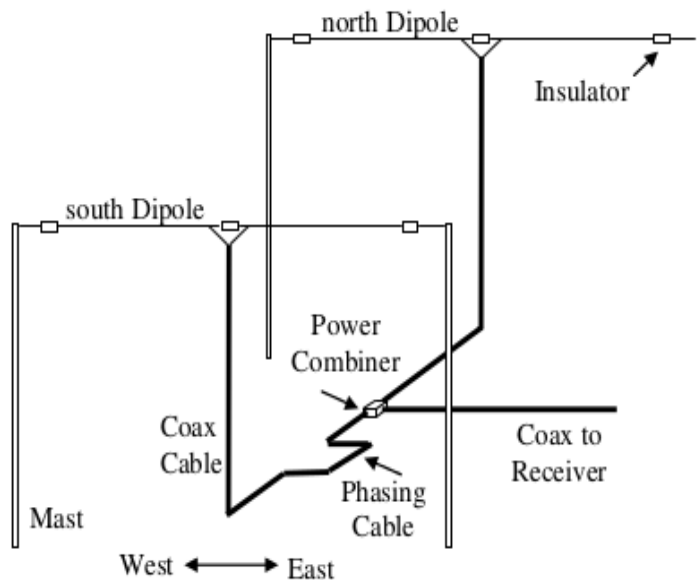 north Dipole
Insulator
south Dipole
Power
Combiner
Coax
Cable
Coax to
Receiver
Phasing
Cable
Mast
West
East